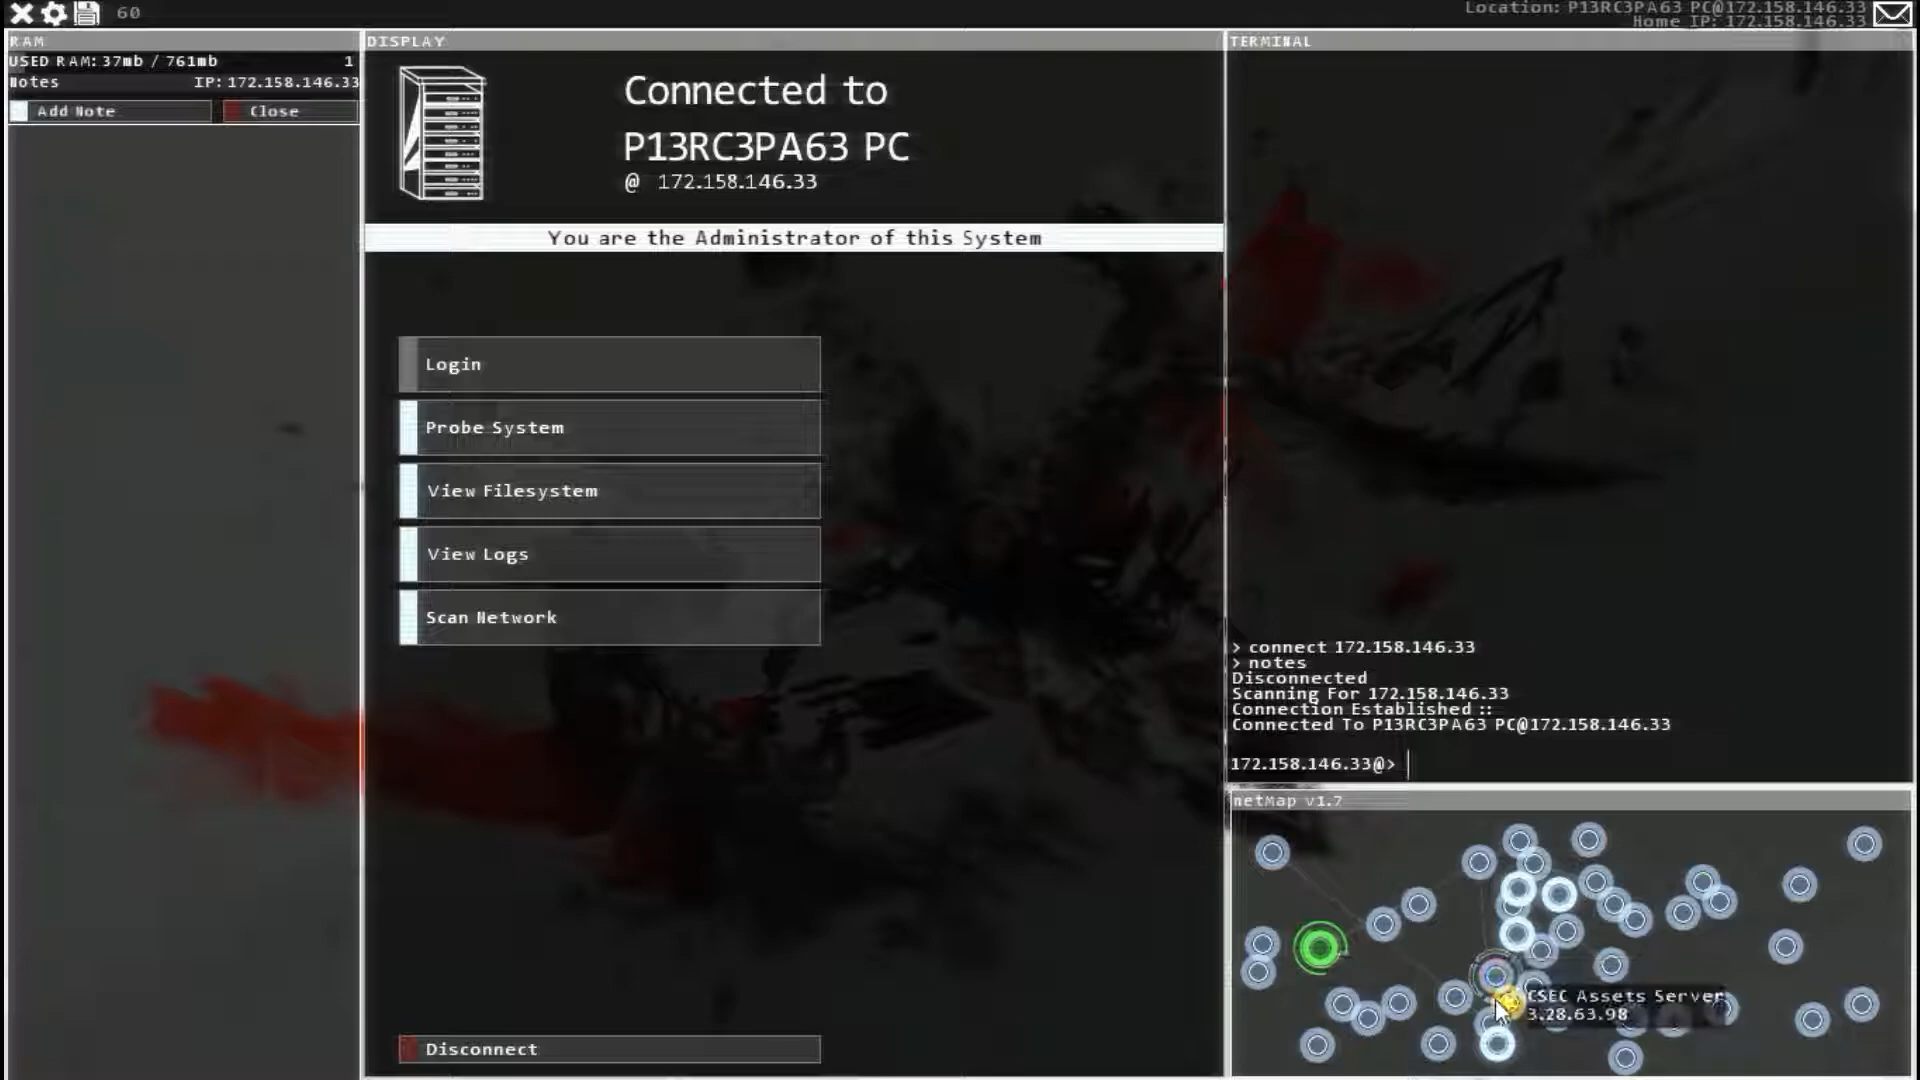 60
Location: P13RC3PA63 PC@172.158.146.33
Home IP: 172.158.146.33
RAM
USED RAM: 37mb / 761mb 1
Notes IP: 172.158.146.33
Add Note Close
DISPLAY
Connected to
P13RC3PA63 PC
@ 172.158.146.33
You are the Administrator of this System
Login
Probe System
View Filesystem
View Logs
Scan Network
Disconnect
TERMINAL
> connect 172.158.146.33
> notes
Disconnected
Scanning For 172.158.146.33
Connection Established ::
Connected To P13RC3PA63 PC@172.158.146.33
172.158.146.33@>
netMap v1.7
CSEC Assets Server
3.28.63.98